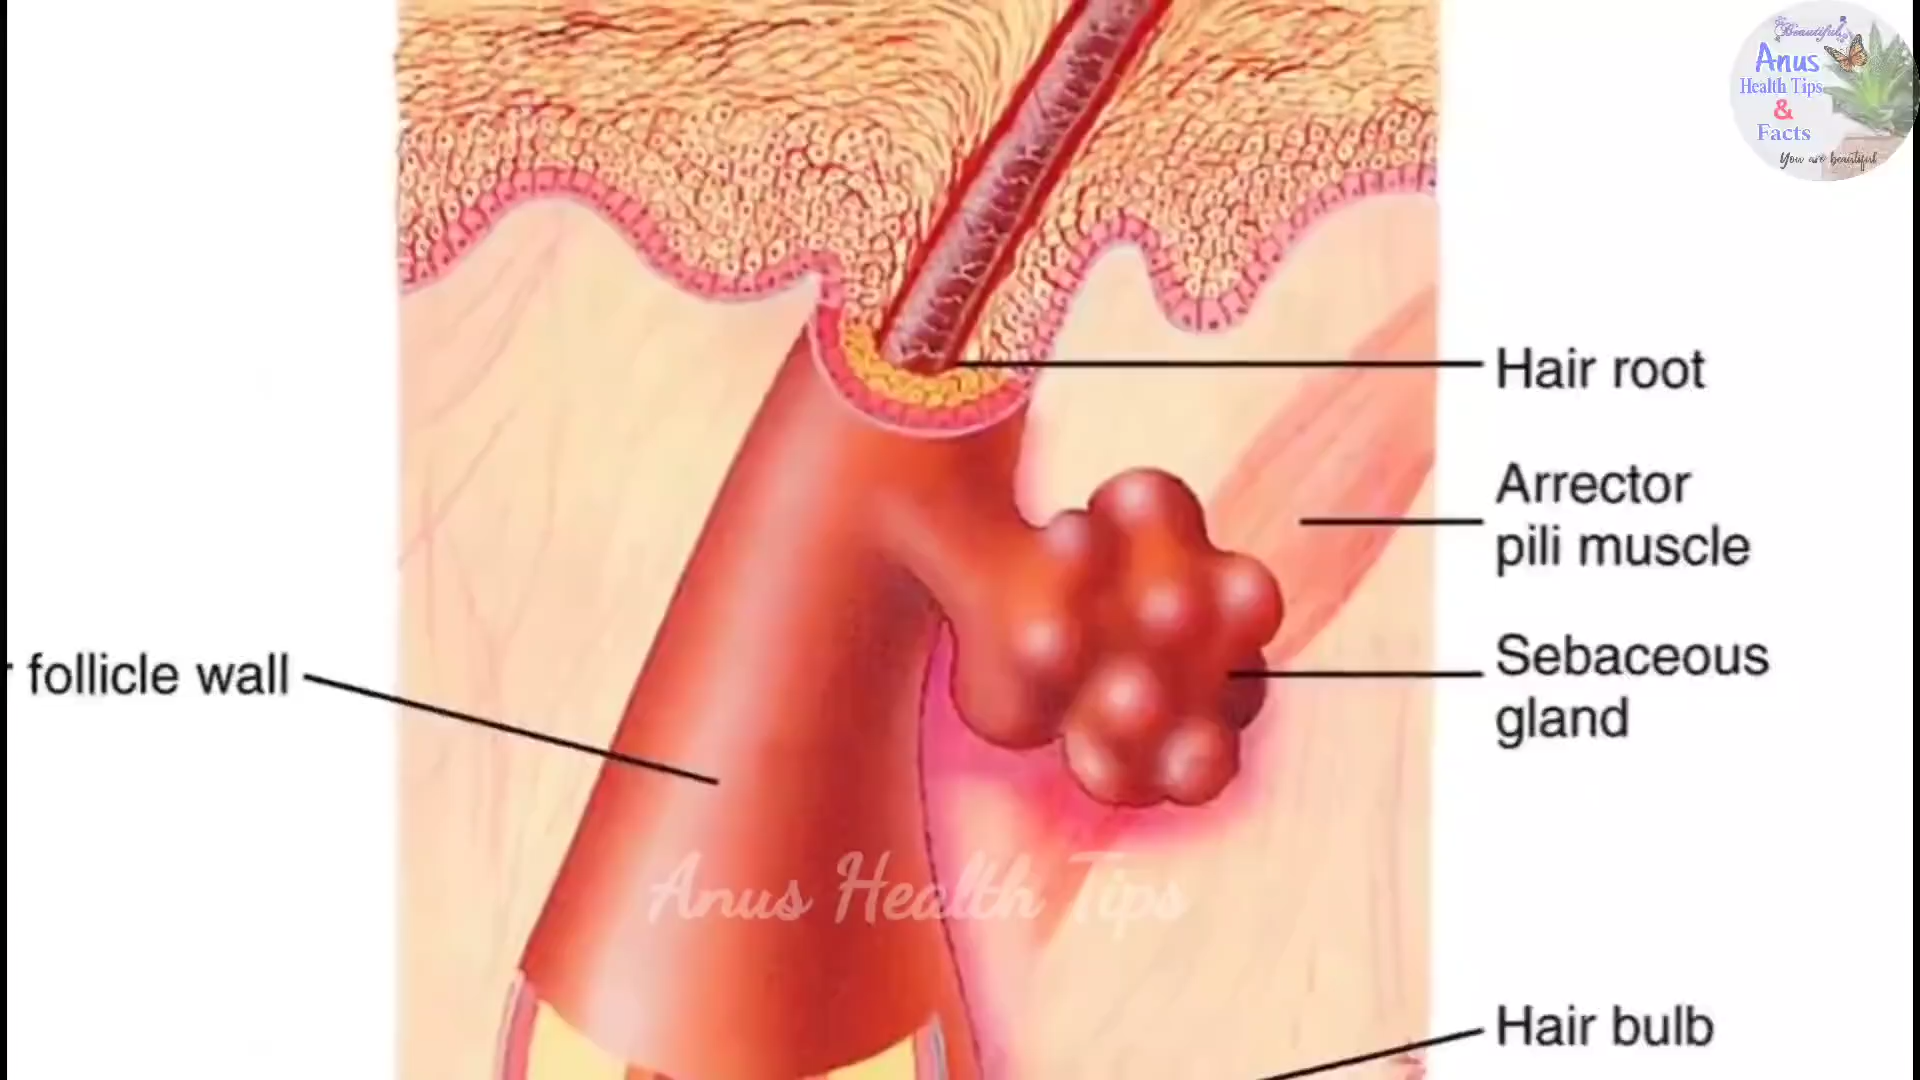 Beautiful
Anus
Health Tips
&
Facts
You are beautiful
Hair root
Arrector
pili muscle
follicle wall
Sebaceous
gland
Anus Health Tips
Hair bulb